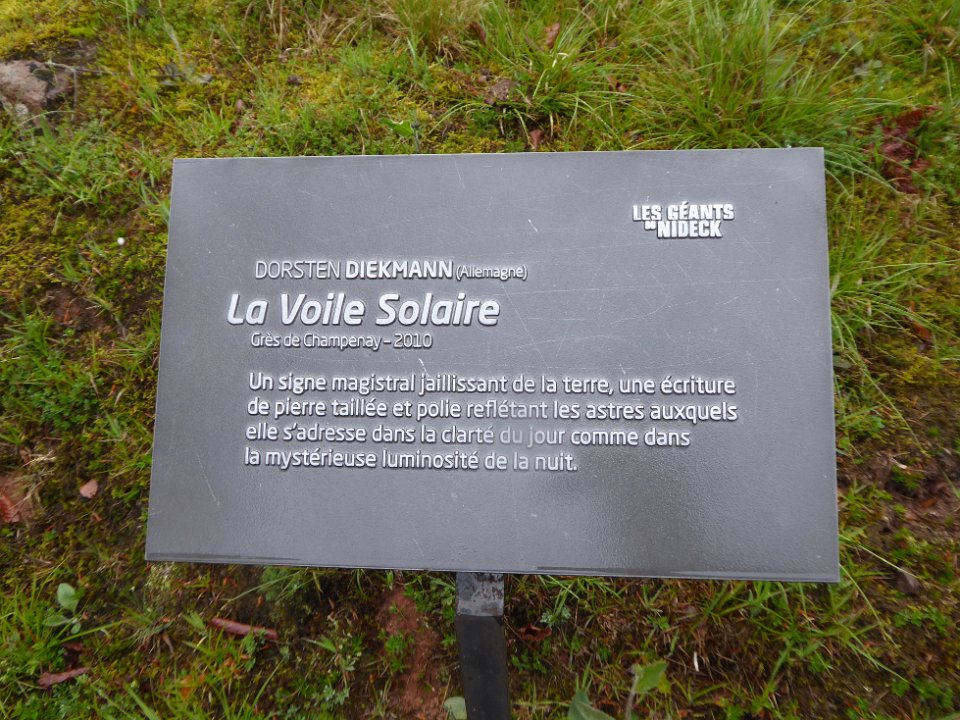 LES GÉANTS
DU NIDECK
DORSTEN DIEKMANN (Allemagne)
La Voile Solaire
Grès de Champenay – 2010
Un signe magistral jaillissant de la terre, une écriture
de pierre taillée et polie reflétant les astres auxquels
elle s'adresse dans la clarté du jour comme dans
la mystérieuse luminosité de la nuit.